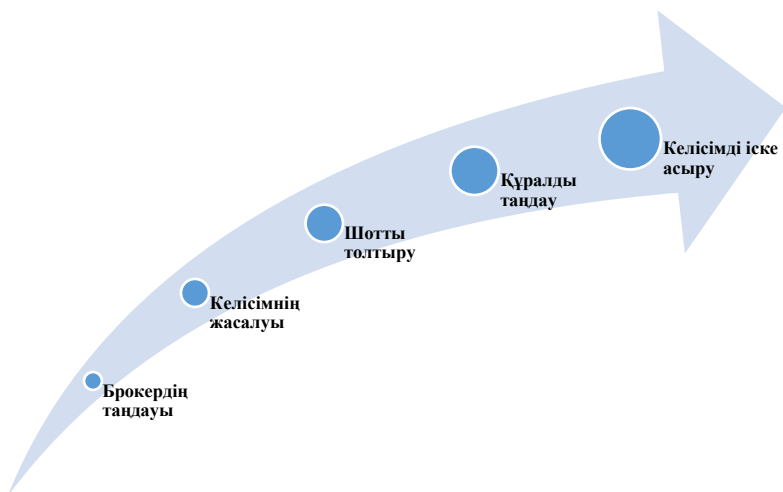 Келісімді іске
асыру
Құралды
таңдау
Шотты
толтыру
Келісімнің
жасалуы
Брокердің
таңдауы